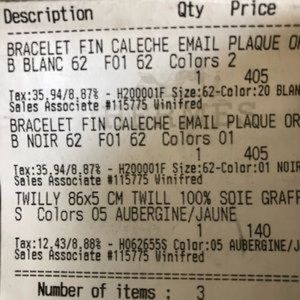 Description Qty Price
BRACELET FIN CALECHE EMAIL PLAQUE OR
B BLANC 62 F01 62 Colors 2
1 405
Tax:35.94/8.87% - H200001F Size:62-Color:20 BLAN
Sales Associate #115775 Winifred
BRACELET FIN CALECHE EMAIL PLAQUE OR
B NOIR 62 F01 62 Colors 01
1 405
Tax:35.94/8.87% - H200001F Size:62-Color:01 NOI
Sales Associate #115775 Winifred
TWILLY 86x5 CM TWILL 100% SOIE GRAFF
S Colors 05 AUBERGINE/JAUNE
1 140
Tax:12.43/8.88% - H062655S Color:05 AUBERGINE/J
Sales Associate #115775 Winifred
Number of items : 3